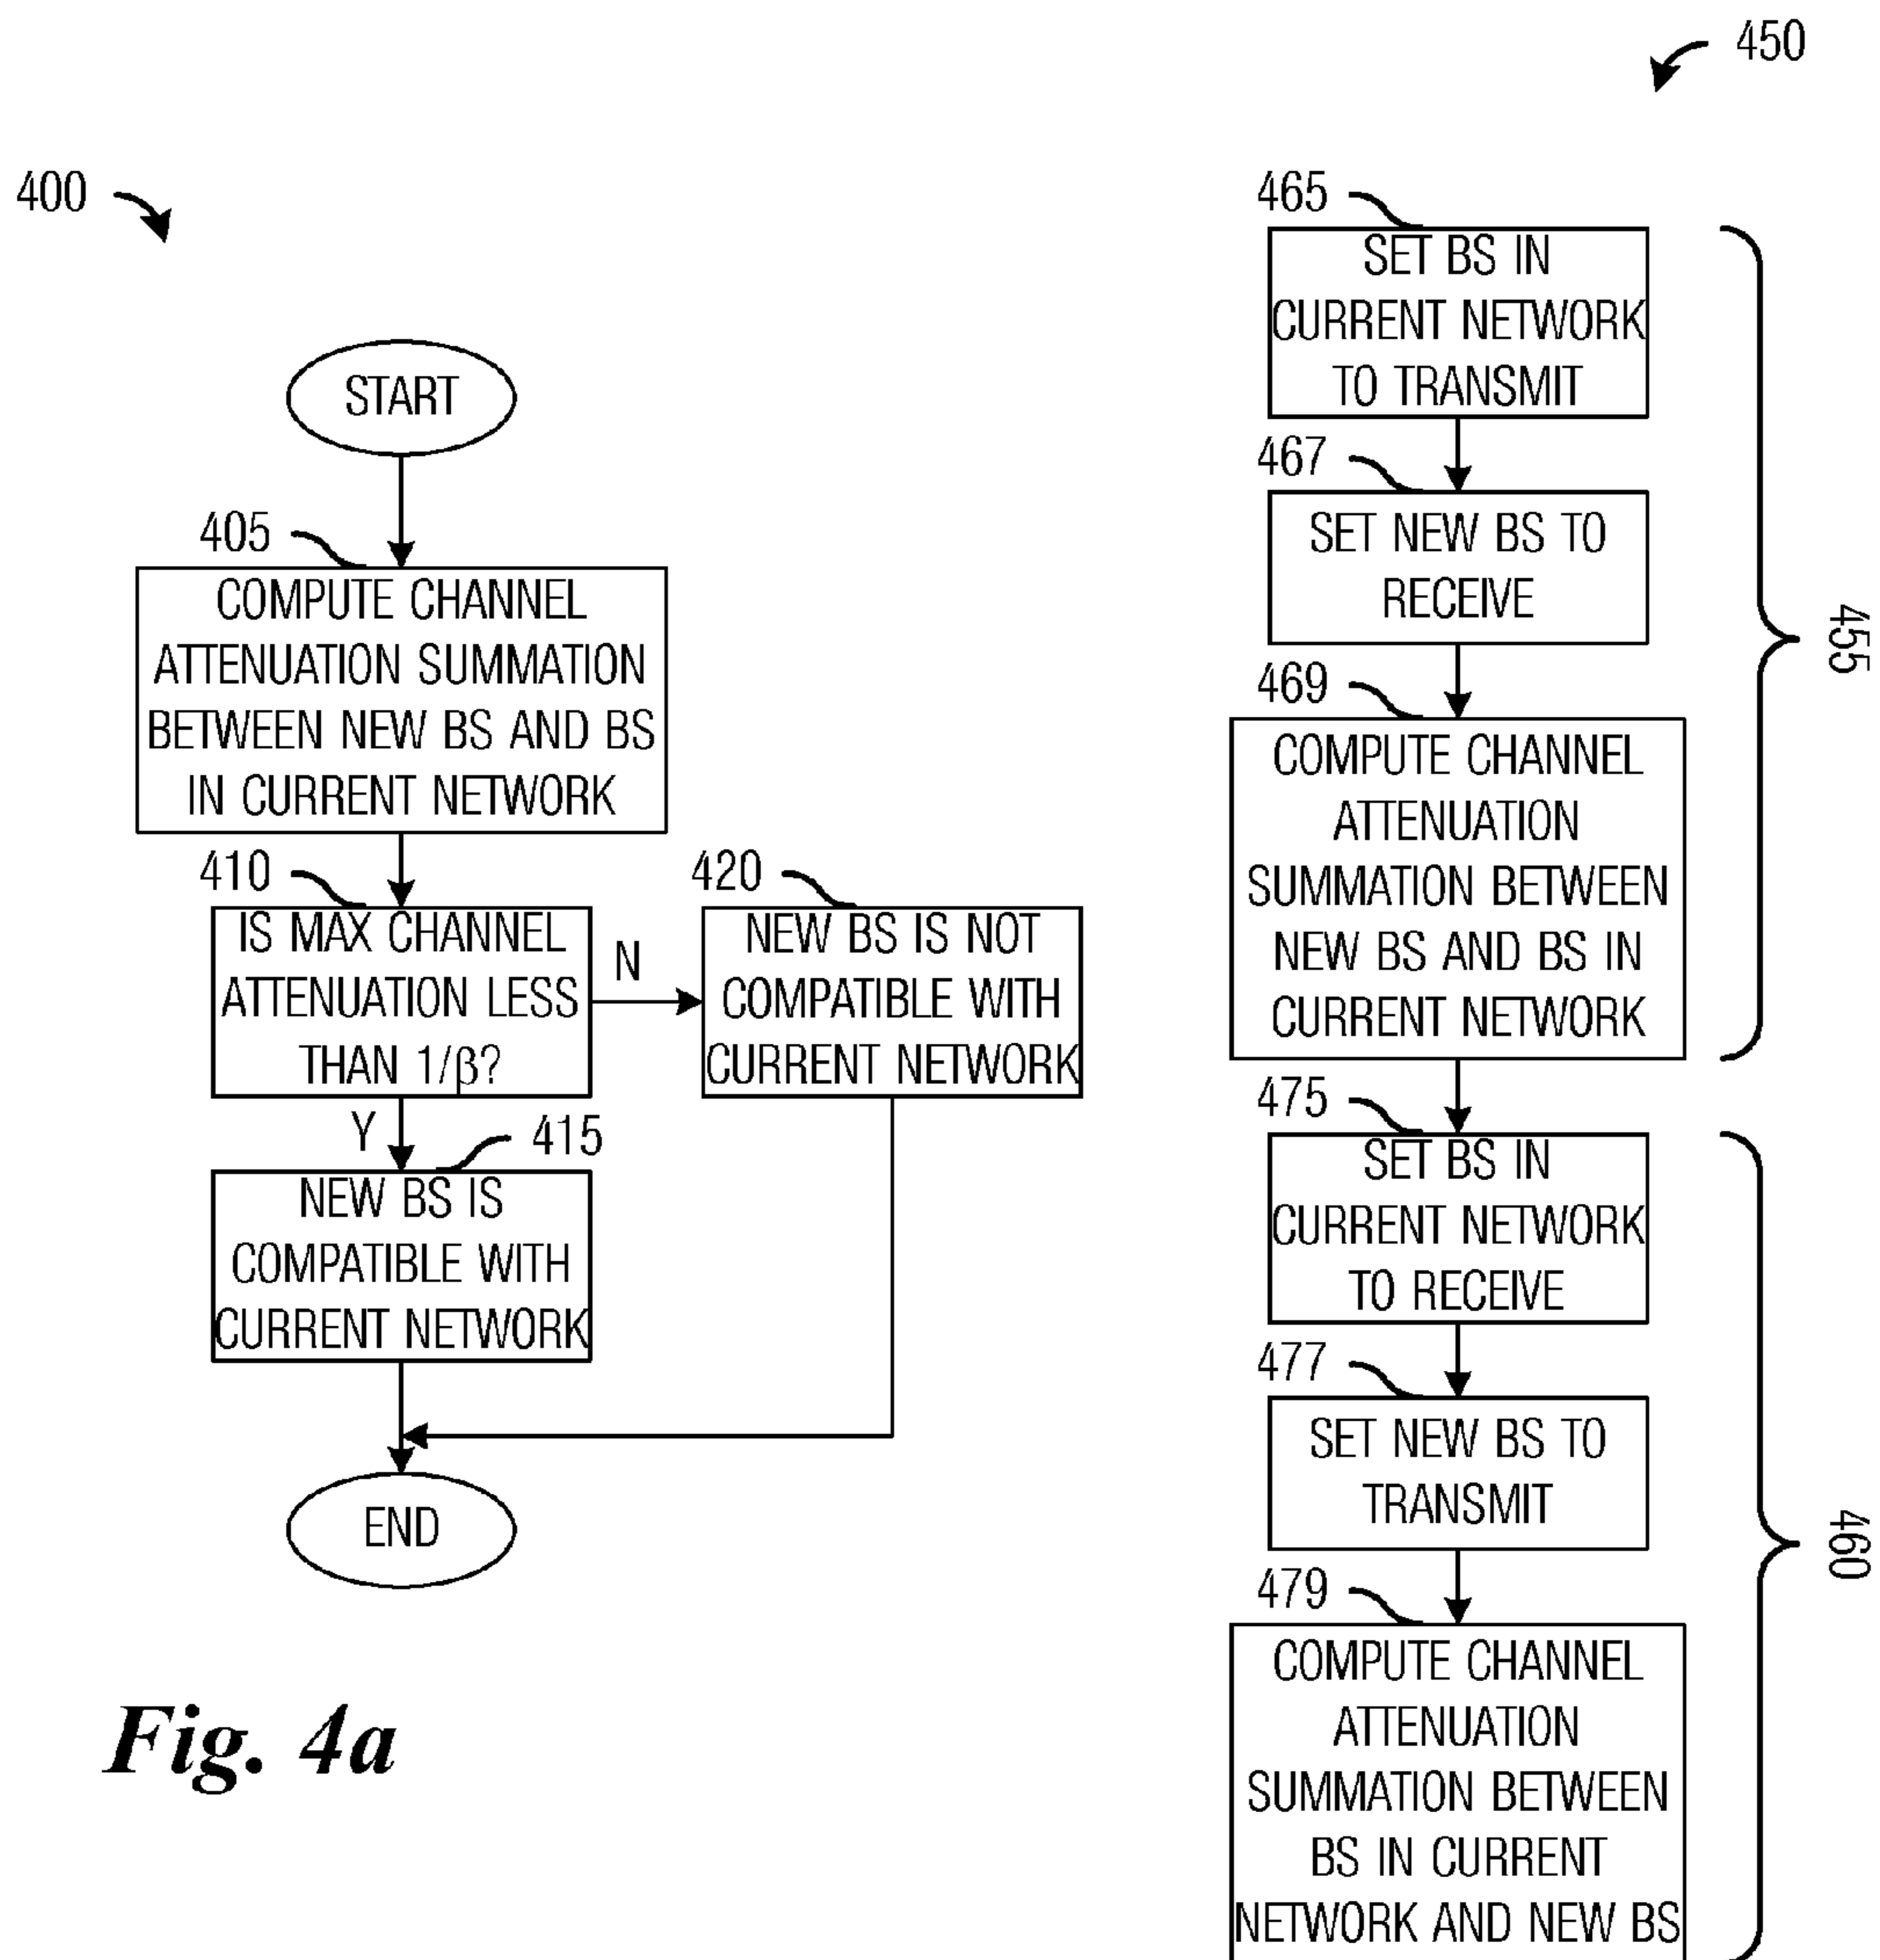 400
START
405
COMPUTE CHANNEL
ATTENUATION SUMMATION
BETWEEN NEW BS AND BS
IN CURRENT NETWORK
410
IS MAX CHANNEL
ATTENUATION LESS
THAN 1/β?
N
420
NEW BS IS NOT
COMPATIBLE WITH
CURRENT NETWORK
Y
415
NEW BS IS
COMPATIBLE WITH
CURRENT NETWORK
END
Fig. 4a
450
465
SET BS IN
CURRENT NETWORK
TO TRANSMIT
467
SET NEW BS TO
RECEIVE
469
COMPUTE CHANNEL
ATTENUATION
SUMMATION BETWEEN
NEW BS AND BS IN
CURRENT NETWORK
455
475
SET BS IN
CURRENT NETWORK
TO RECEIVE
477
SET NEW BS TO
TRANSMIT
479
COMPUTE CHANNEL
ATTENUATION
SUMMATION BETWEEN
BS IN CURRENT
NETWORK AND NEW BS
460